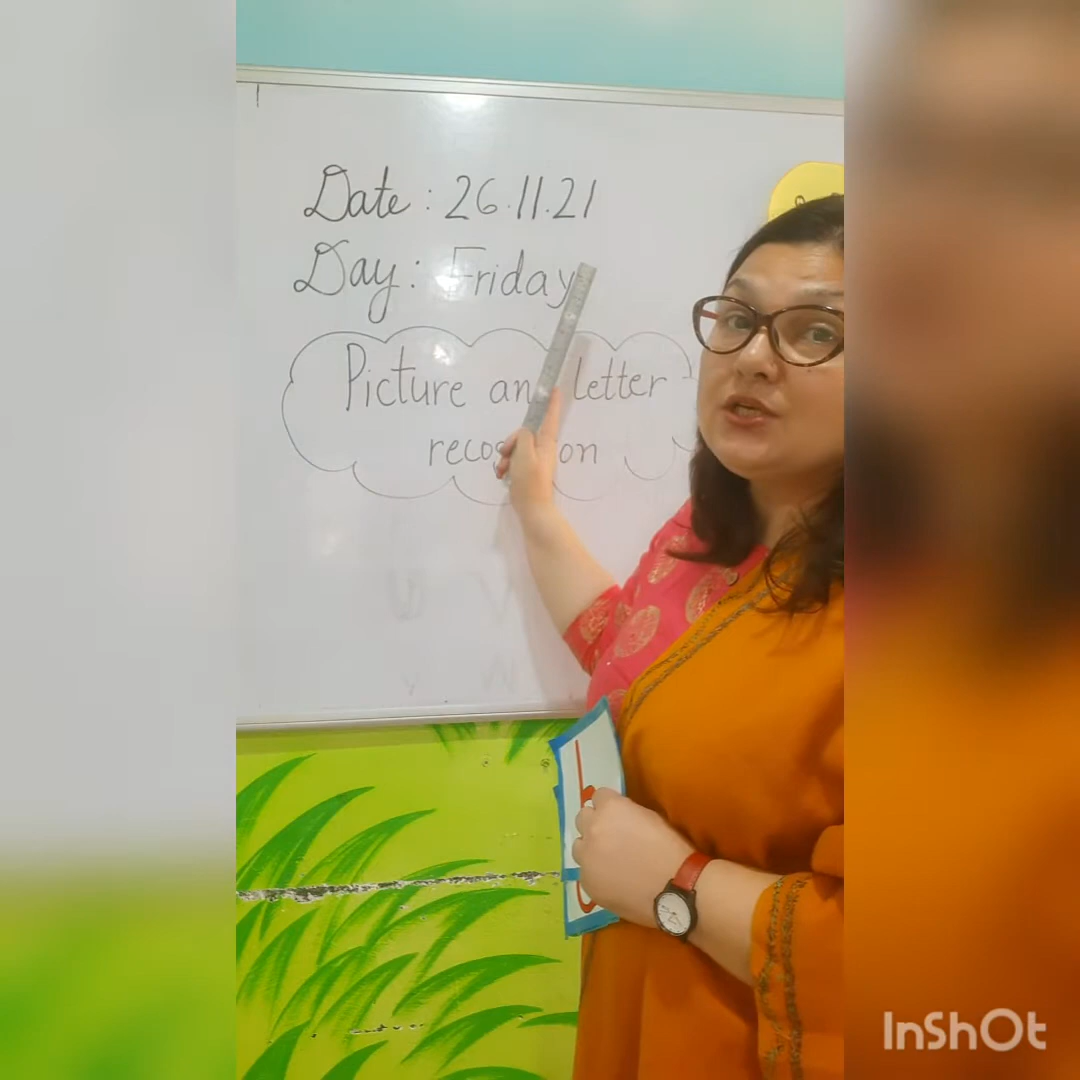 Date : 26.11.21
Day : Friday
Picture an letter
reco on
InShOt